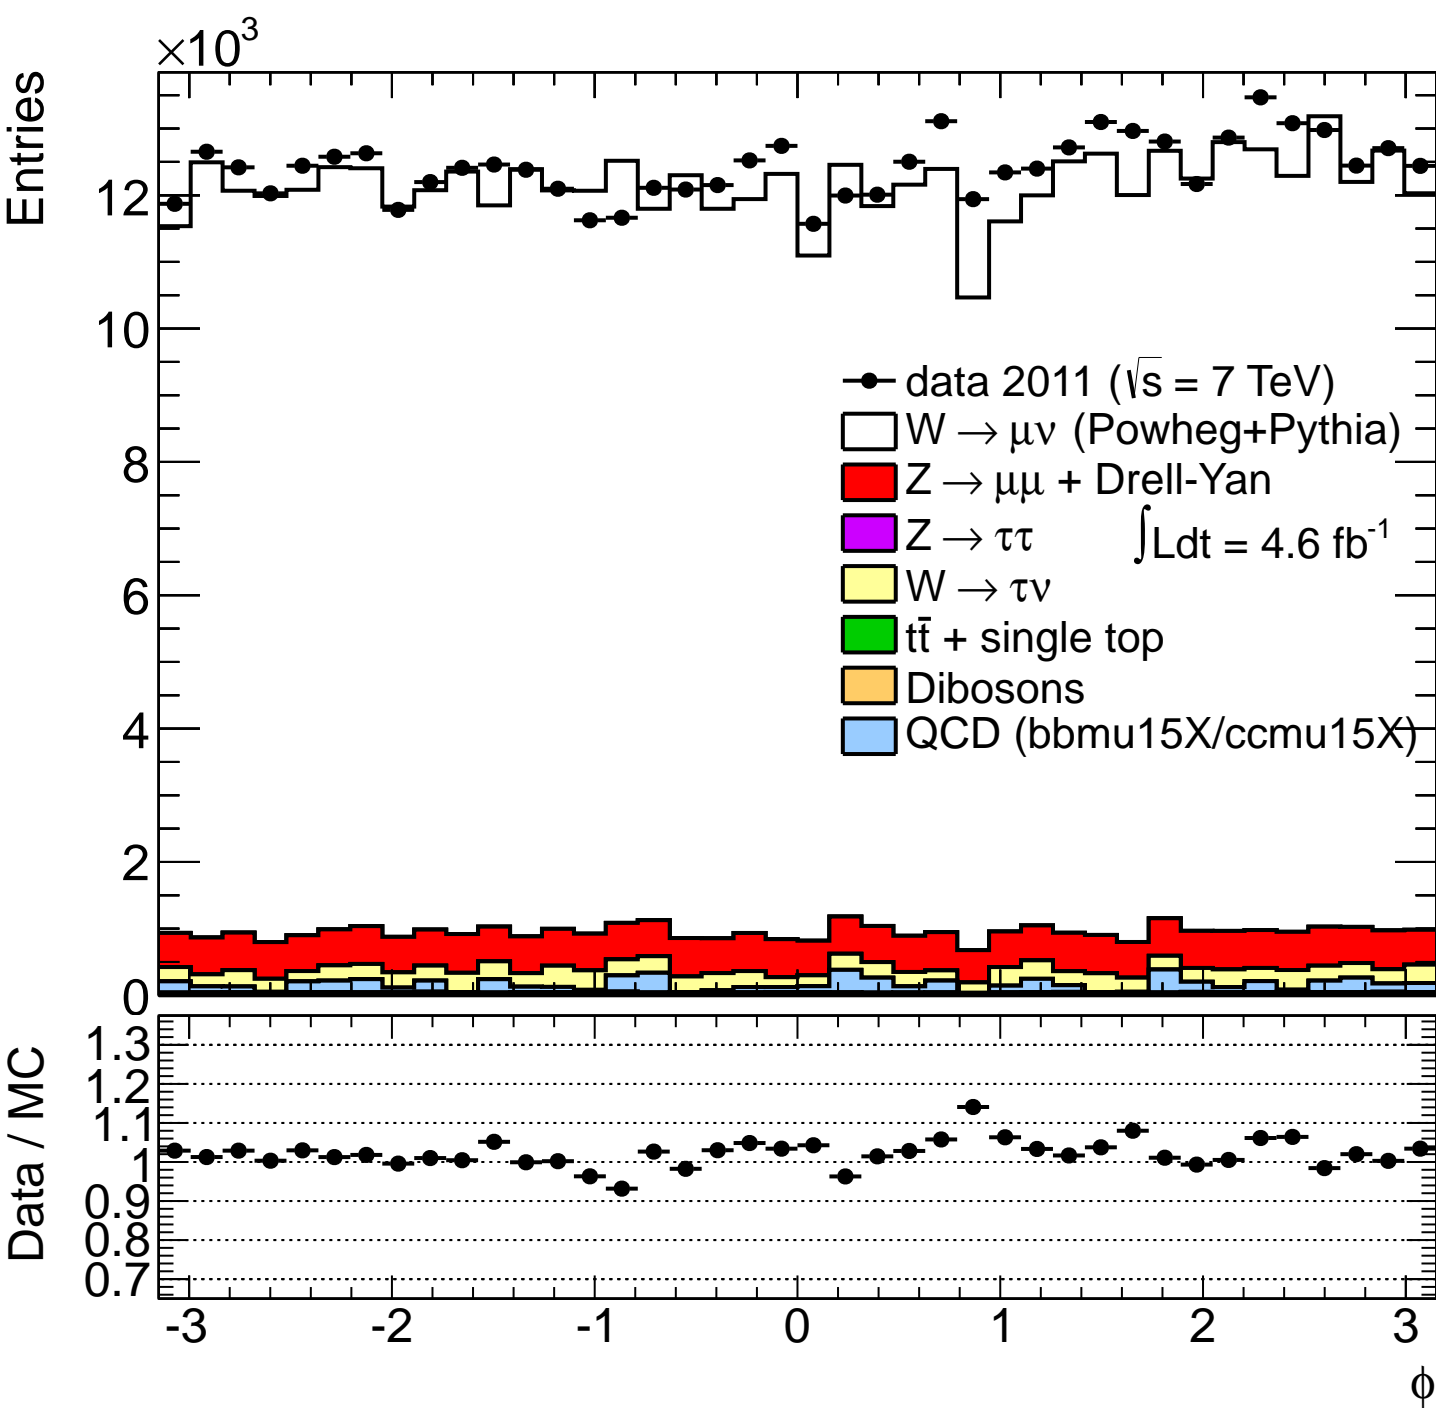 ×10³
Entries
12
10
8
6
4
2
0
data 2011 (√s = 7 TeV)
W → μν (Powheg+Pythia)
Z → μμ + Drell-Yan
Z → ττ
∫Ldt = 4.6 fb⁻¹
W → τν
tt̄ + single top
Dibosons
QCD (bbmu15X/ccmu15X)
Data / MC
1.3
1.2
1.1
1
0.9
0.8
0.7
-3 -2 -1 0 1 2 3
ϕ